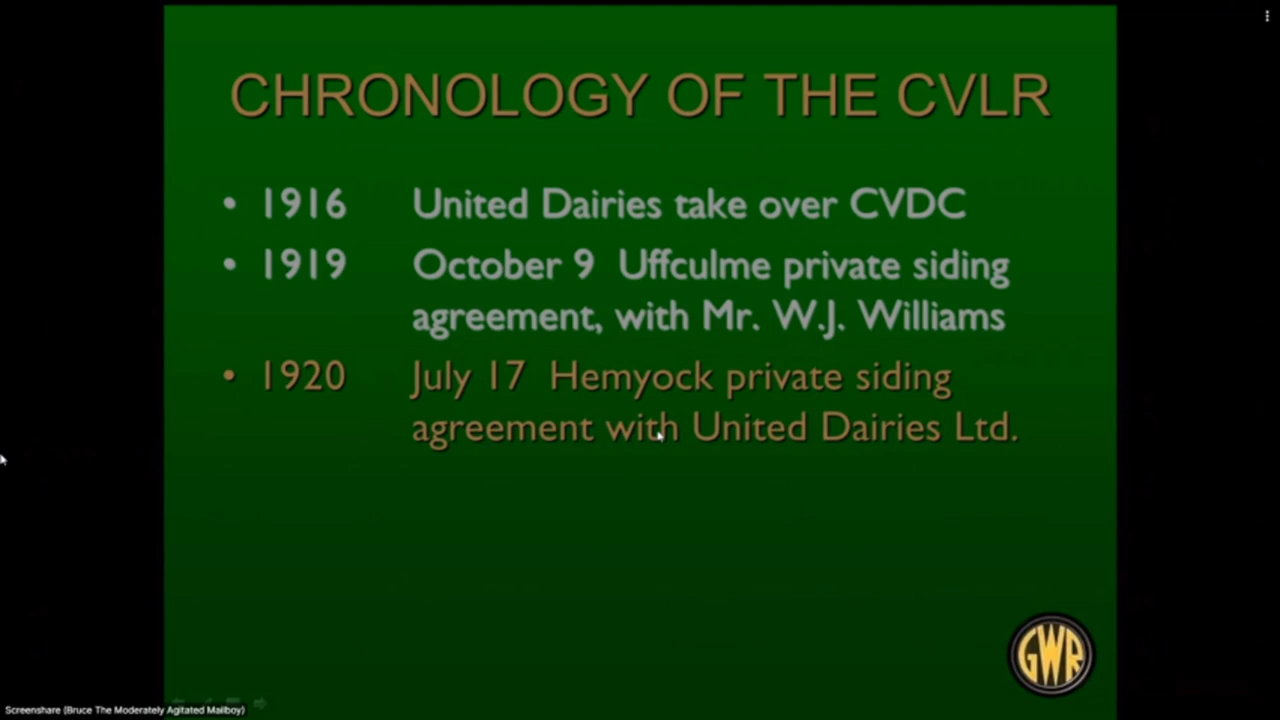 CHRONOLOGY OF THE CVLR
• 1916 United Dairies take over CVDC
• 1919 October 9 Uffculme private siding
agreement, with Mr. W.J. Williams
• 1920 July 17 Hemyock private siding
agreement with United Dairies Ltd.
GWR
Screenshare (Bruce The Moderately Agitated Mailboy)